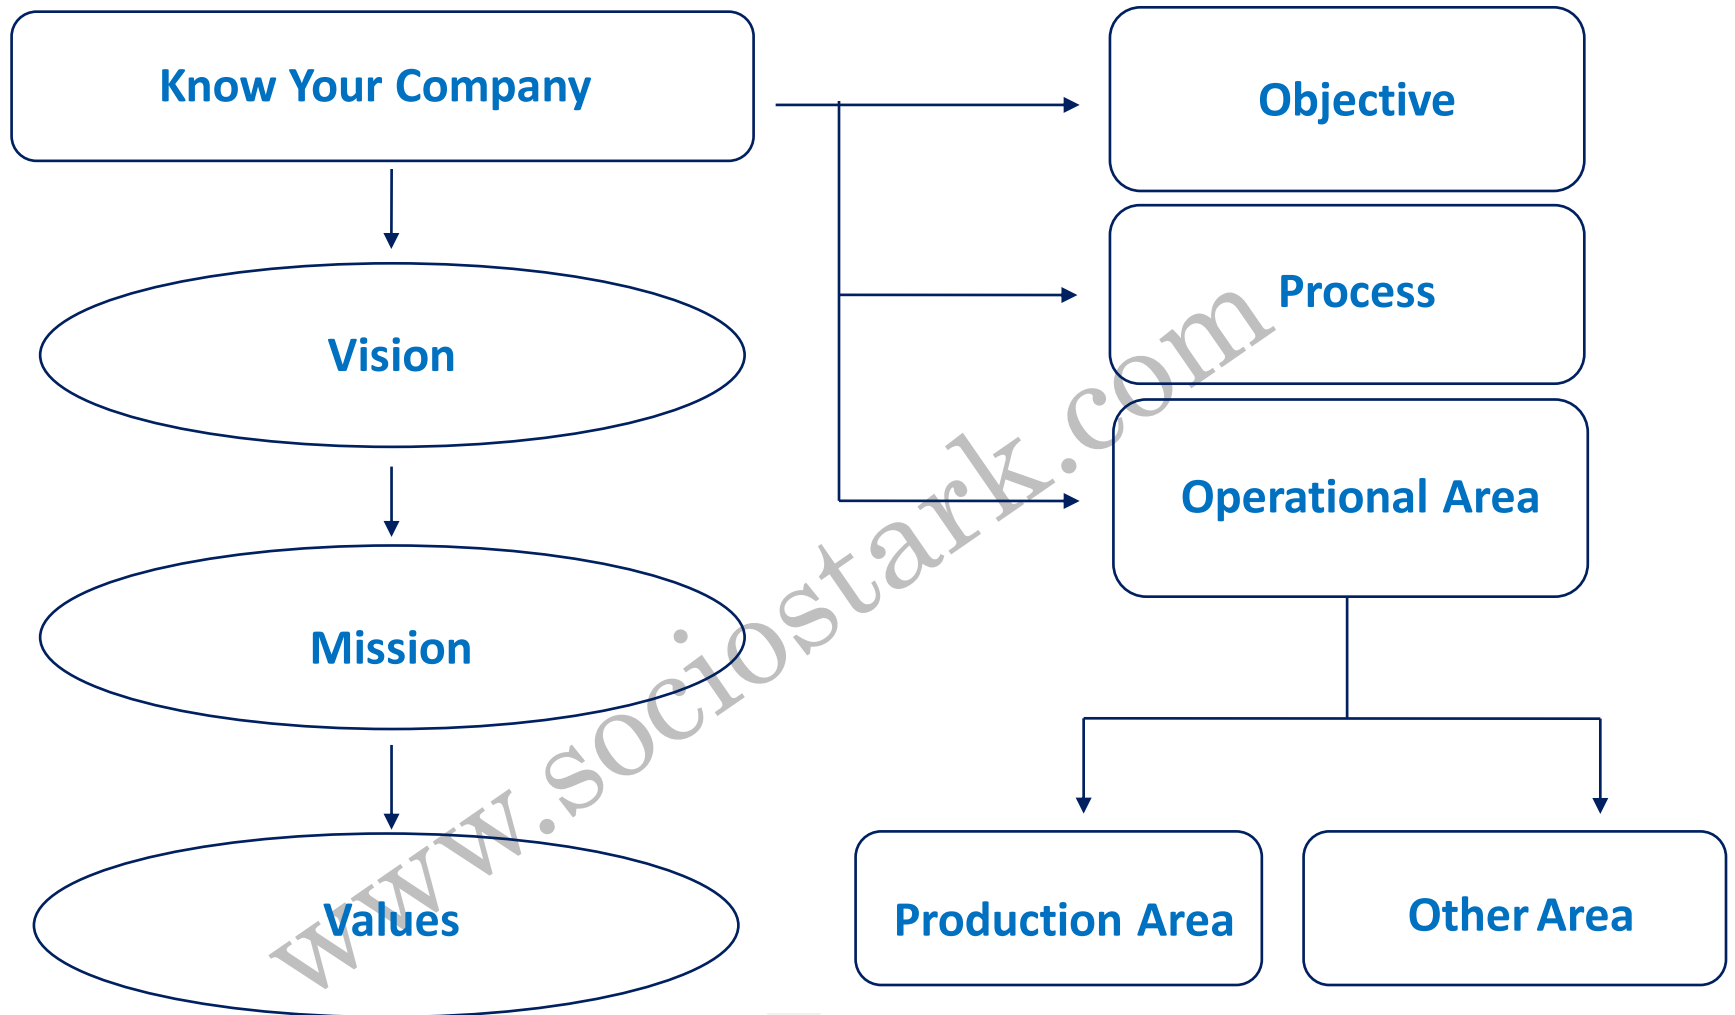 Know Your Company
Objective
Process
Vision
Operational Area
Mission
Production Area
Other Area
Values
www.sociostark.com